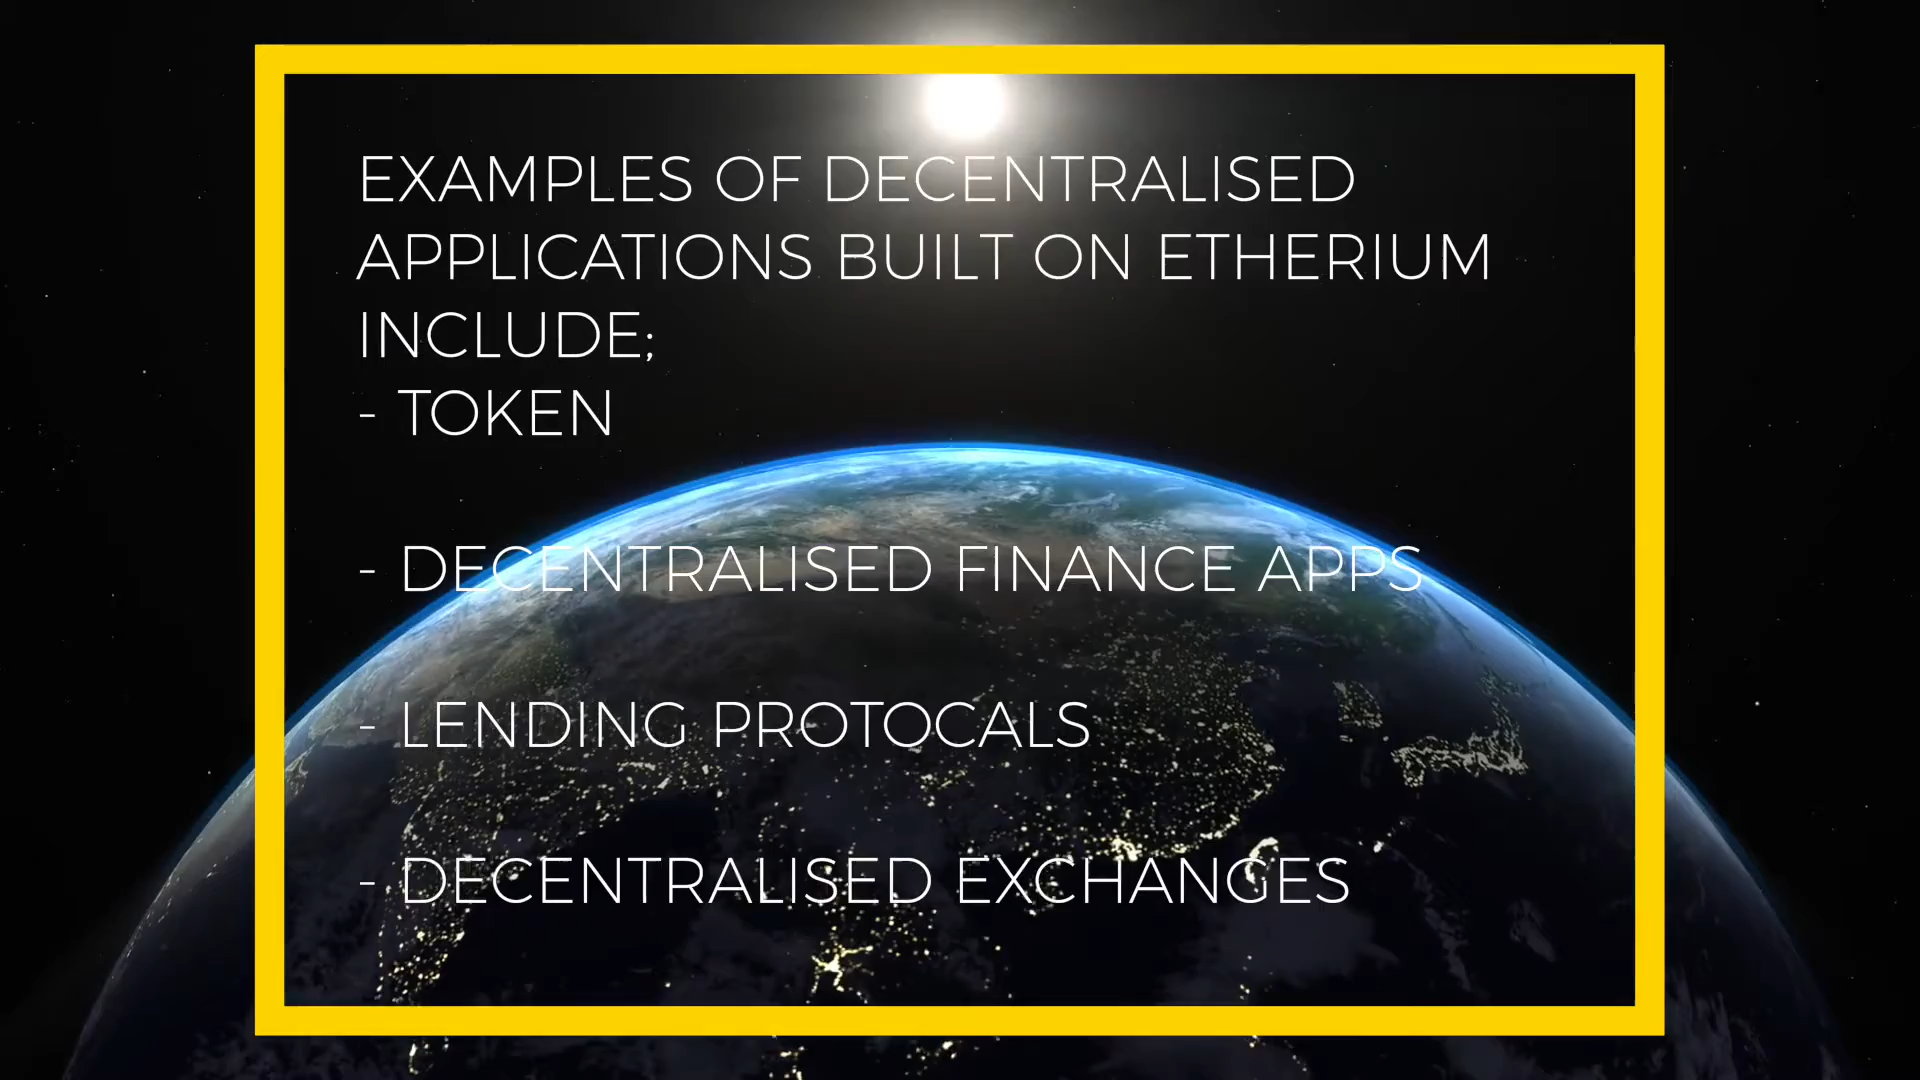 EXAMPLES OF DECENTRALISED
APPLICATIONS BUILT ON ETHERIUM
INCLUDE;
- TOKEN
- DECENTRALISED FINANCE APPS
- LENDING PROTOCALS
- DECENTRALISED EXCHANGES